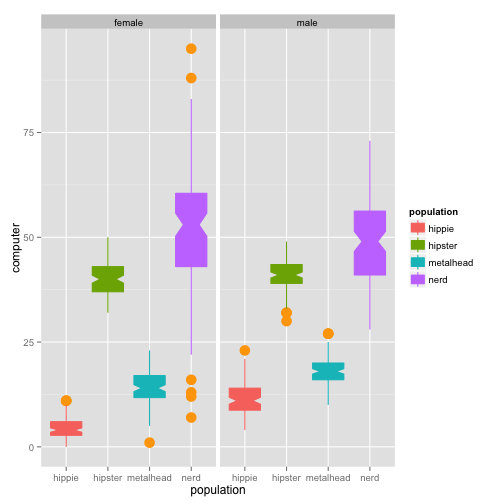 female male
75
50
25
0
computer
hippie hipster metalhead nerd hippie hipster metalhead nerd
population
population
hippie
hipster
metalhead
nerd